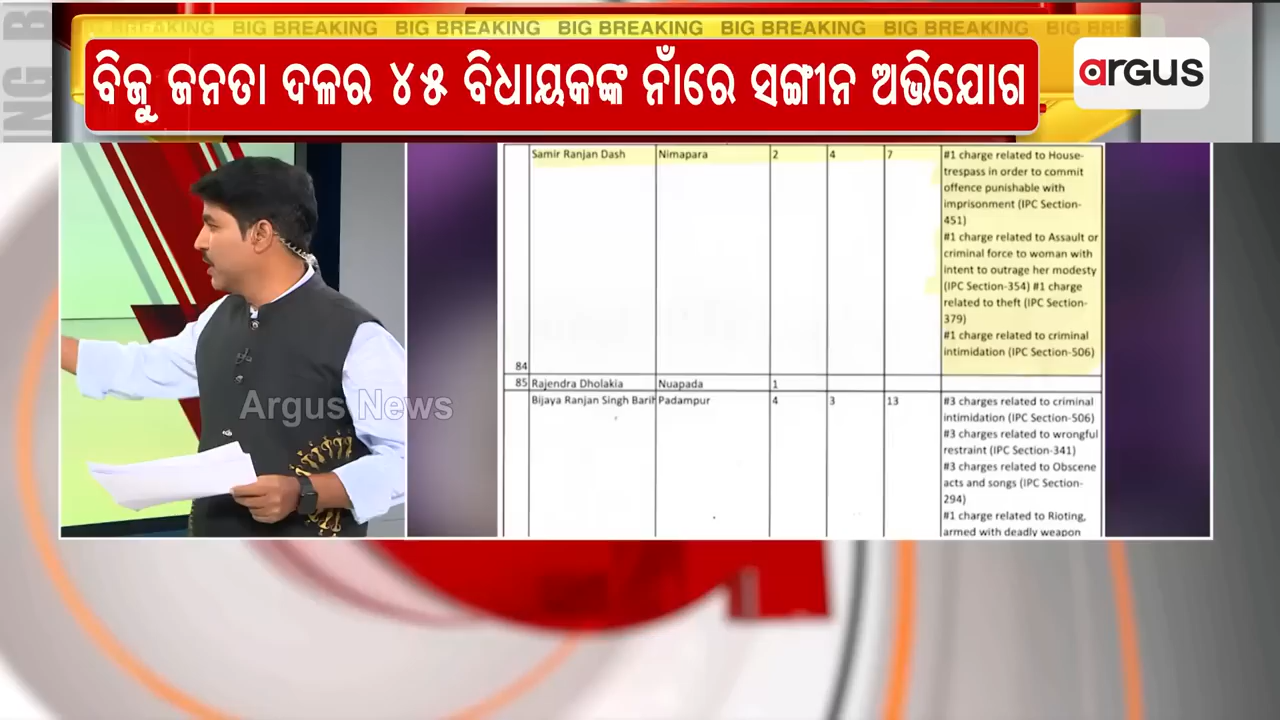 BIG BREAKING BIG BREAKING BIG BREAKING BIG BREAKING BIG BREAKING
ବିଜୁ ଜନତା ଦଳର ୪୫ ବିଧାୟକଙ୍କ ନାଁରେ ସଙ୍ଗୀନ ଅଭିଯୋଗ
argus
84 Samir Ranjan Dash Nimapara 2 4 7 #1 charge related to House-
trespass in order to commit
offence punishable with
imprisonment (IPC Section-
451)
#1 charge related to Assault or
criminal force to woman with
intent to outrage her modesty
(IPC Section-354) #1 charge
related to theft (IPC Section-
379)
#1 charge related to criminal
intimidation (IPC Section-506)
85 Rajendra Dholakia Nuapada 1
Bijaya Ranjan Singh Barih Padampur 4 3 13 #3 charges related to criminal
intimidation (IPC Section-506)
#3 charges related to wrongful
restraint (IPC Section-341)
#3 charges related to Obscene
acts and songs (IPC Section-
294)
#1 charge related to Rioting,
armed with deadly weapon
Argus News